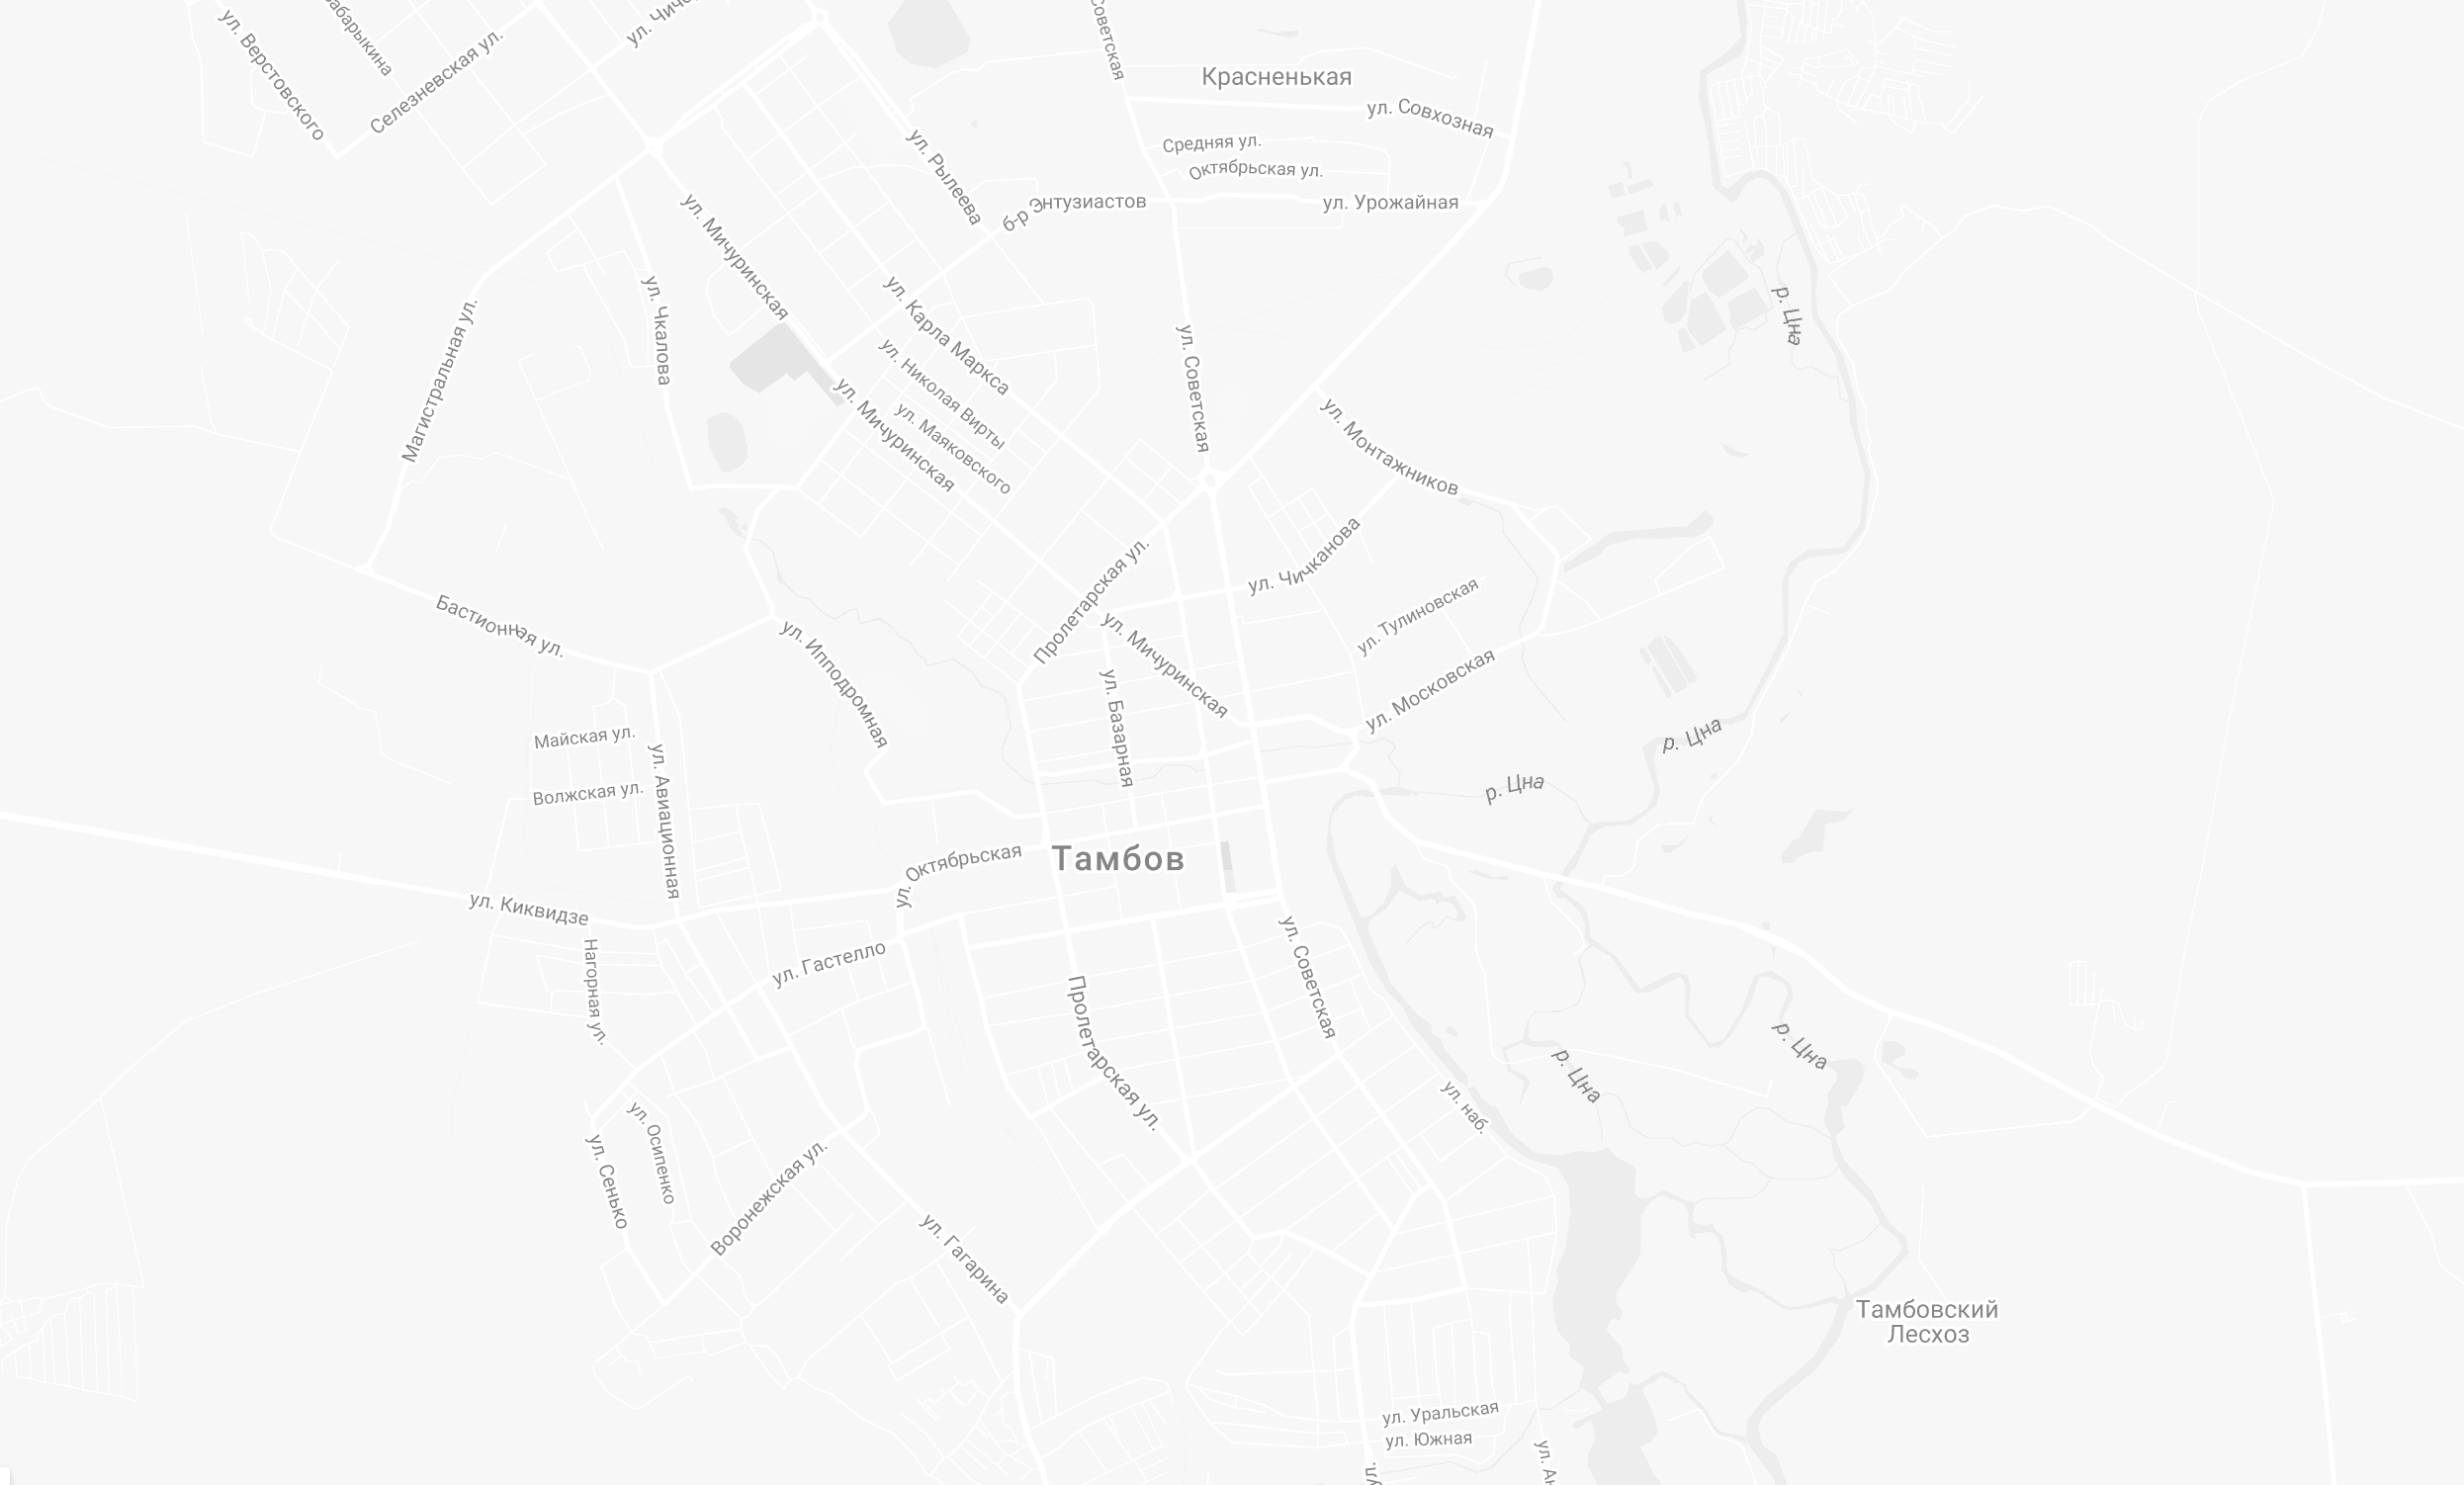 ул. Верстовского
Селезневская ул.
Советская
Красненькая
ул. Совхозная
Средняя ул.
Октябрьская ул.
ул. Рылеева
б-р Энтузиастов
ул. Урожайная
ул. Мичуринская
ул. Чкалова
Магистральная ул.
ул. Карла Маркса
ул. Николая Вирты
ул. Маяковского
ул. Мичуринская
ул. Советская
р. Цна
ул. Монтажников
Пролетарская ул.
ул. Чичканова
ул. Тулиновская
ул. Московская
Бастионная ул.
ул. Ипподромная
ул. Мичуринская
ул. Базарная
Майская ул.
Волжская ул.
ул. Авиационная
р. Цна
р. Цна
ул. Октябрьская
Тамбов
ул. Киквидзе
Нагорная ул.
ул. Гастелло
ул. Советская
Пролетарская ул.
р. Цна
р. Цна
ул. наб.
ул. Осипенко
ул. Сенько
Воронежская ул.
ул. Гагарина
Тамбовский
Лесхоз
ул. Уральская
ул. Южная